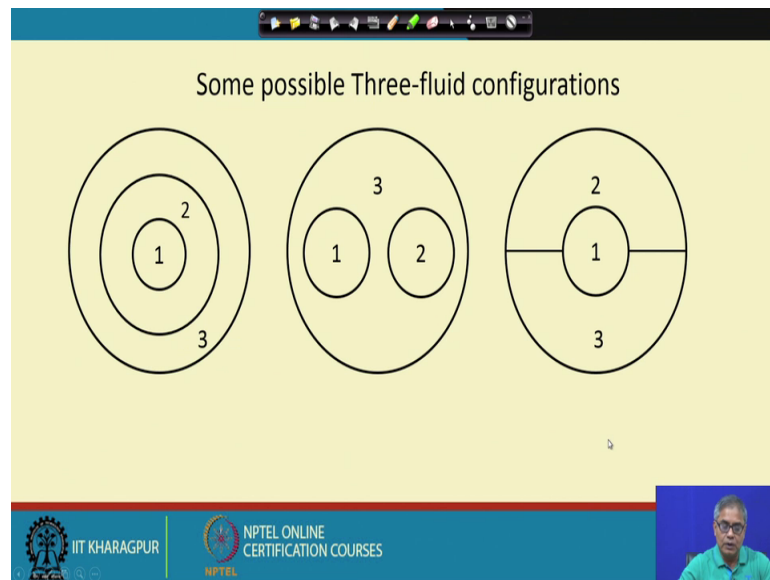 Some possible Three-fluid configurations
1
2
3
1
2
3
1
2
3
IIT KHARAGPUR
NPTEL
NPTEL ONLINE
CERTIFICATION COURSES